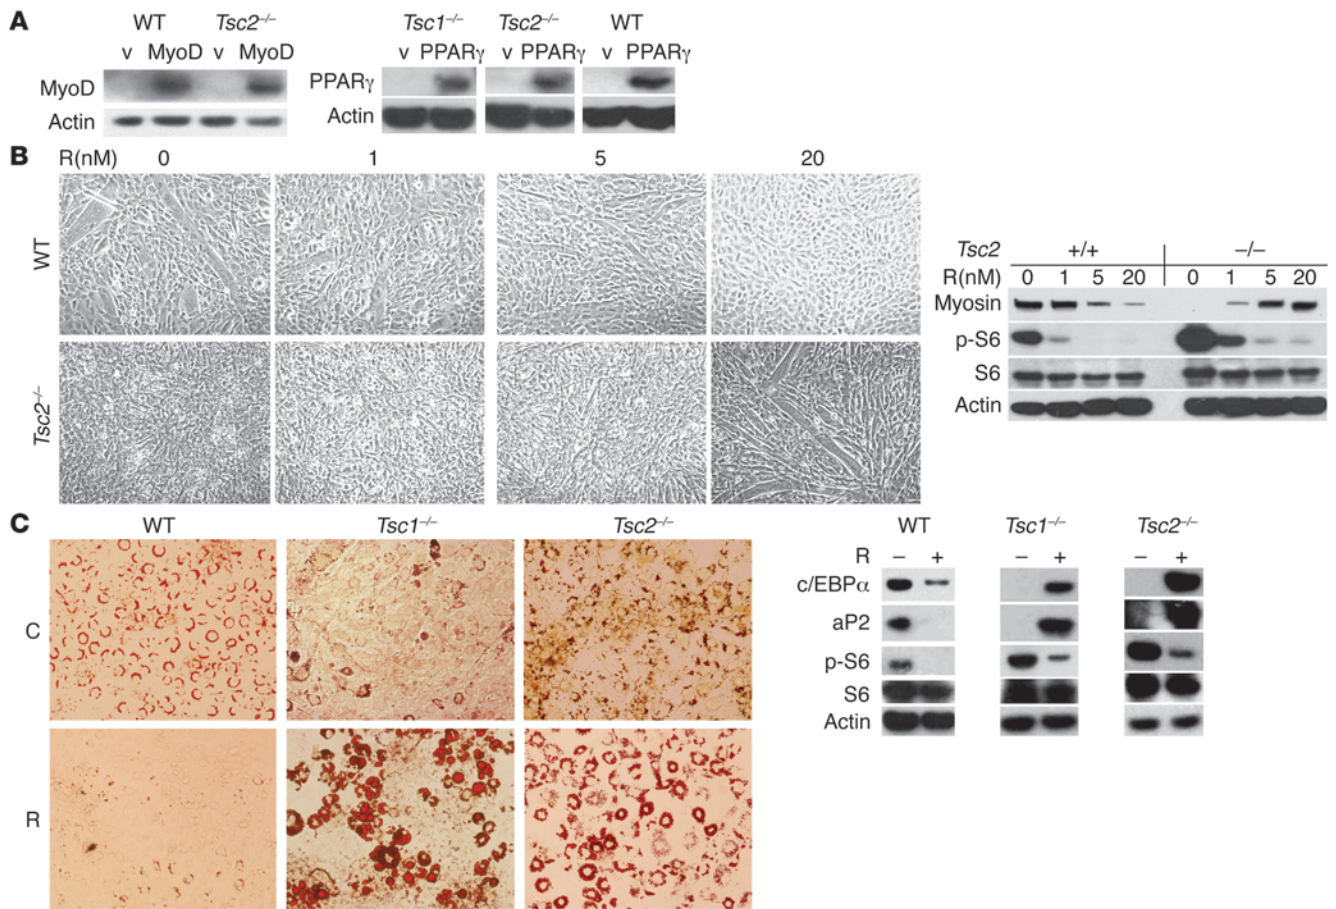 A
WT Tsc2–/– Tsc1–/– Tsc2–/– WT
v MyoD v MyoD v PPARγ v PPARγ v PPARγ
MyoD PPARγ
Actin Actin
B
R(nM) 0 1 5 20
WT
Tsc2–/–
Tsc2 +/+ –/–
R(nM) 0 1 5 20 0 1 5 20
Myosin
p-S6
S6
Actin
C
WT Tsc1–/– Tsc2–/–
C
R
WT Tsc1–/– Tsc2–/–
R – + – + – +
c/EBPα
aP2
p-S6
S6
Actin